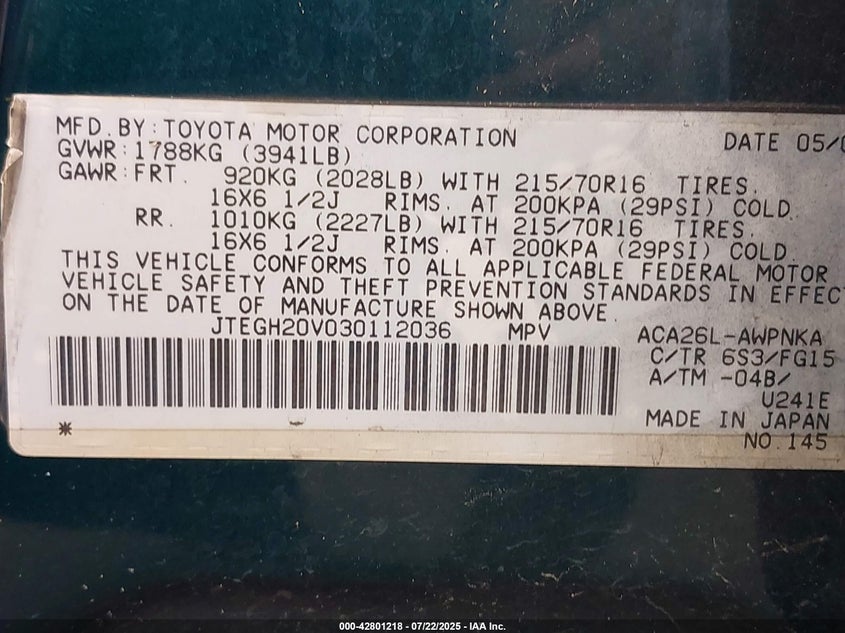 MFD. BY: TOYOTA MOTOR CORPORATION DATE 05/0
GVWR: 1788KG (3941LB)
GAWR: FRT. 920KG (2028LB) WITH 215/70R16 TIRES.
16X6 1/2J RIMS. AT 200KPA (29PSI) COLD.
RR. 1010KG (2227LB) WITH 215/70R16 TIRES.
16X6 1/2J RIMS. AT 200KPA (29PSI) COLD.
THIS VEHICLE CONFORMS TO ALL APPLICABLE FEDERAL MOTOR
VEHICLE SAFETY AND THEFT PREVENTION STANDARDS IN EFFEC
ON THE DATE OF MANUFACTURE SHOWN ABOVE.
JTEGH20V030112036 MPV ACA26L-AWPNKA
C/TR 6S3/FG15
A/TM -04B/
U241E
MADE IN JAPAN
* NO. 145
000-42801218 - 07/22/2025 - IAA Inc.